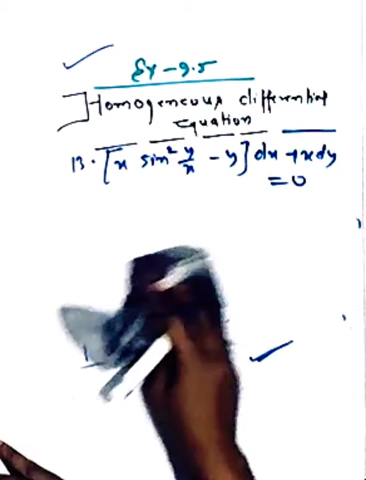 Ex - 9.5
Homogeneous differential
equation
13. [x sin² y/x - y] dx + x dy
= 0